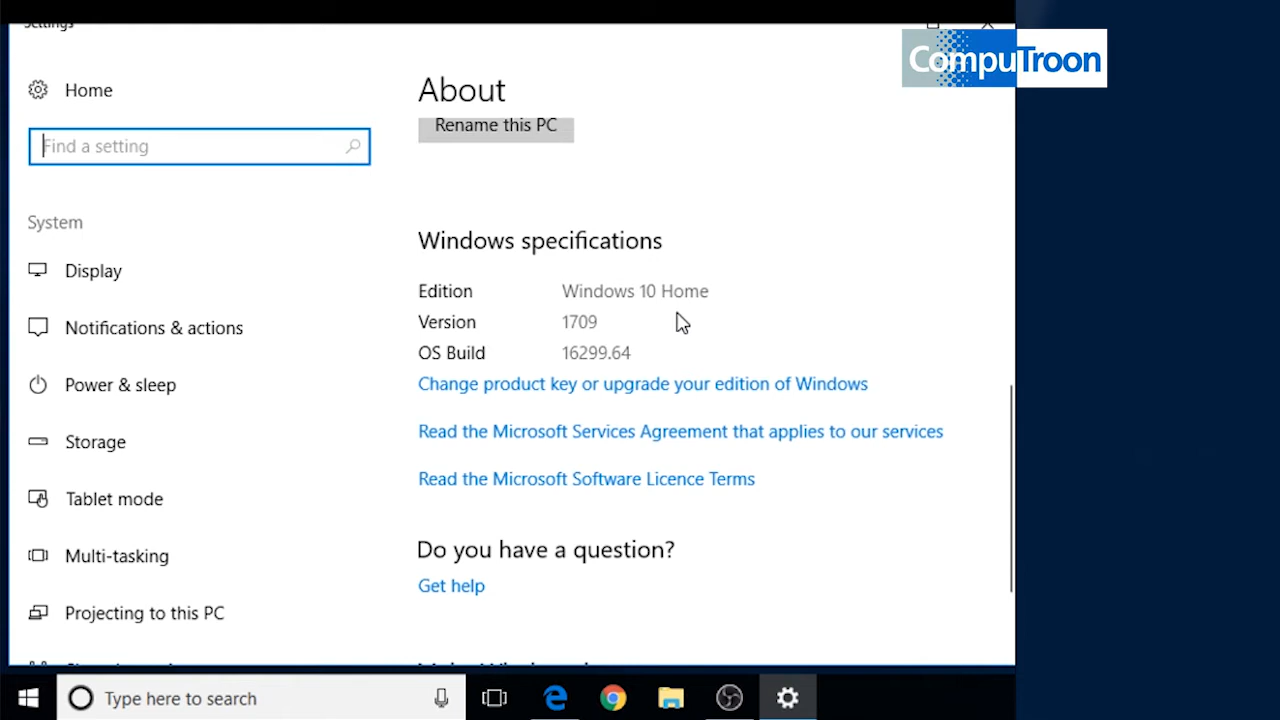 Settings
CompuTroon
Home
Find a setting
System
Display
Notifications & actions
Power & sleep
Storage
Tablet mode
Multi-tasking
Projecting to this PC
About
Rename this PC
Windows specifications
Edition Windows 10 Home
Version 1709
OS Build 16299.64
Change product key or upgrade your edition of Windows
Read the Microsoft Services Agreement that applies to our services
Read the Microsoft Software Licence Terms
Do you have a question?
Get help
Type here to search